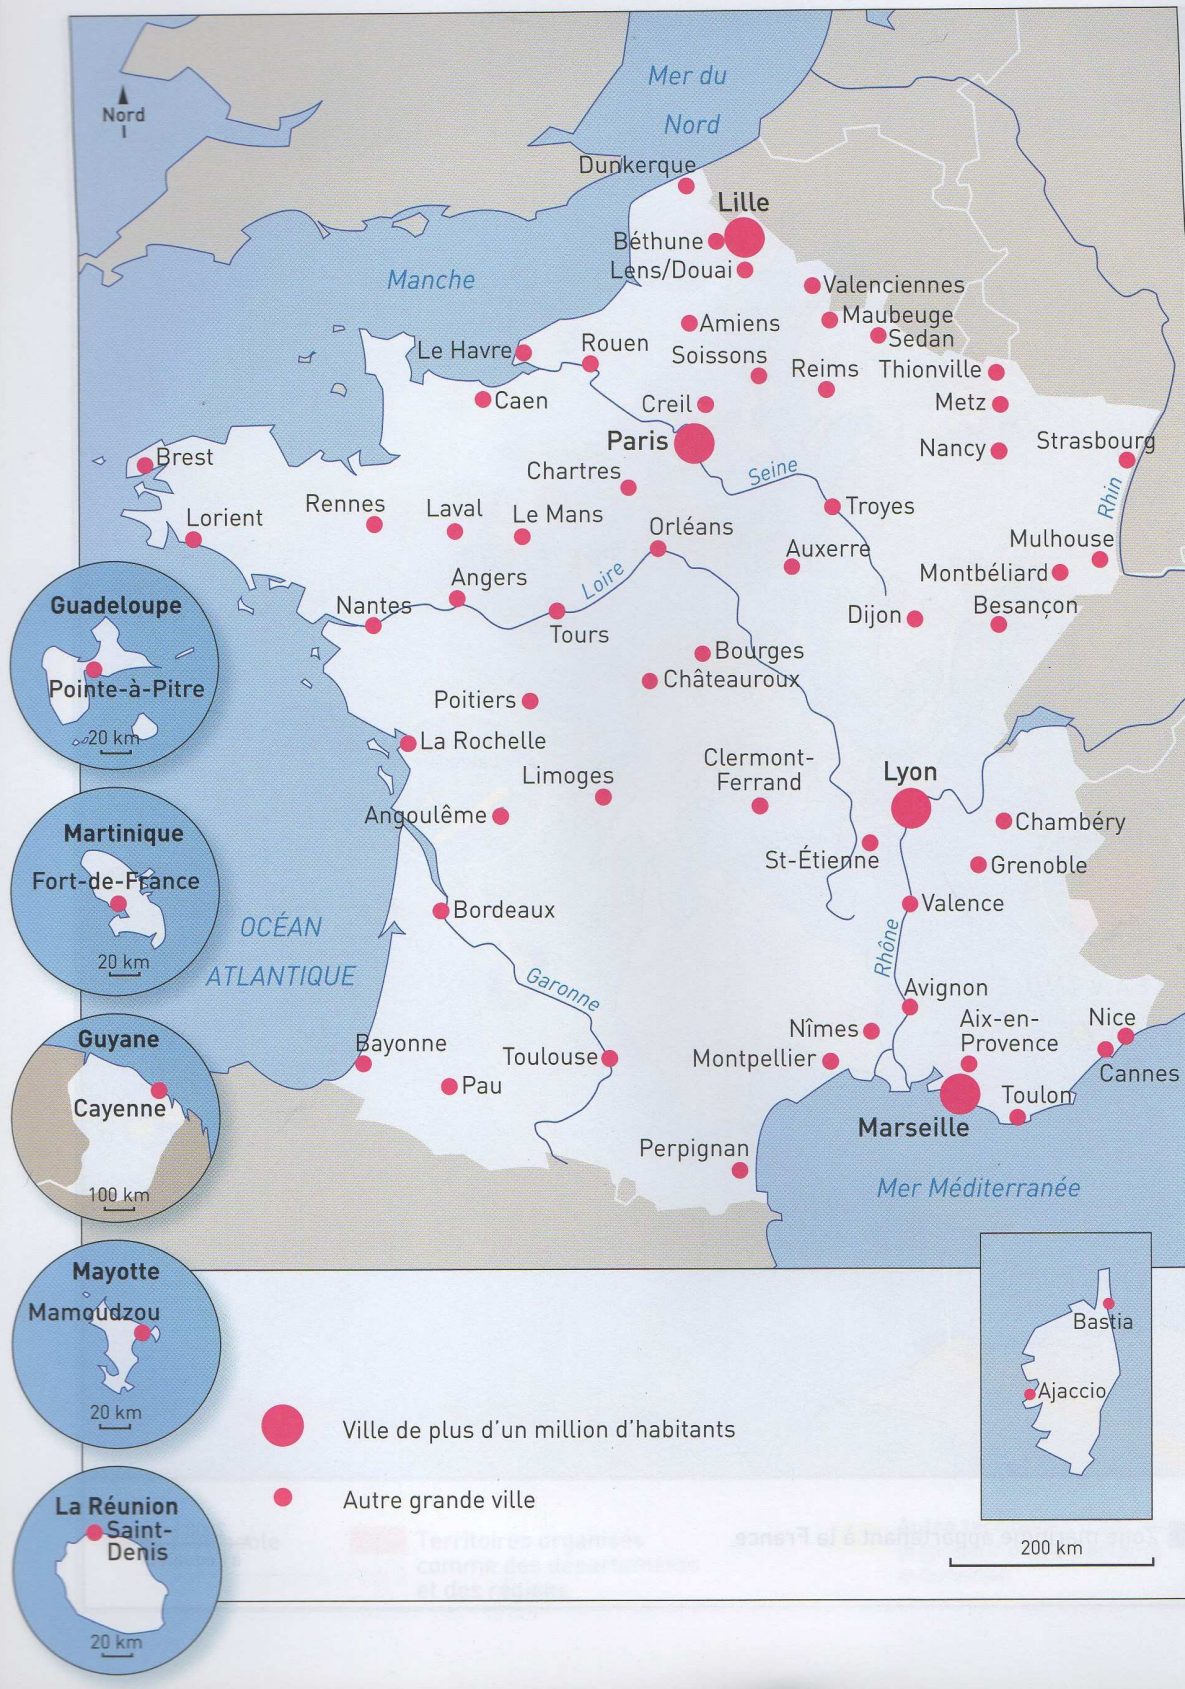 Mer du
Nord
Nord
Dunkerque
Lille
Béthune
Lens/Douai
Manche
Valenciennes
Maubeuge
Amiens
Sedan
Le Havre
Rouen
Soissons
Reims
Thionville
Caen
Creil
Metz
Paris
Nancy
Strasbourg
Brest
Chartres
Seine
Rhin
Lorient
Rennes
Laval
Le Mans
Troyes
Orléans
Auxerre
Mulhouse
Montbéliard
Angers
Loire
Nantes
Tours
Dijon
Besançon
Bourges
Châteauroux
Poitiers
La Rochelle
Limoges
Clermont-
Ferrand
Lyon
Angoulême
Chambéry
St-Étienne
Grenoble
Bordeaux
Valence
OCÉAN
ATLANTIQUE
Rhône
Garonne
Avignon
Nîmes
Aix-en-
Provence
Nice
Bayonne
Toulouse
Montpellier
Cannes
Pau
Toulon
Marseille
Perpignan
Mer Méditerranée
Guadeloupe
Pointe-à-Pitre
20 km
Martinique
Fort-de-France
20 km
Guyane
Cayenne
100 km
Mayotte
Mamoudzou
20 km
La Réunion
Saint-
Denis
20 km
Bastia
Ajaccio
Ville de plus d'un million d'habitants
Autre grande ville
200 km